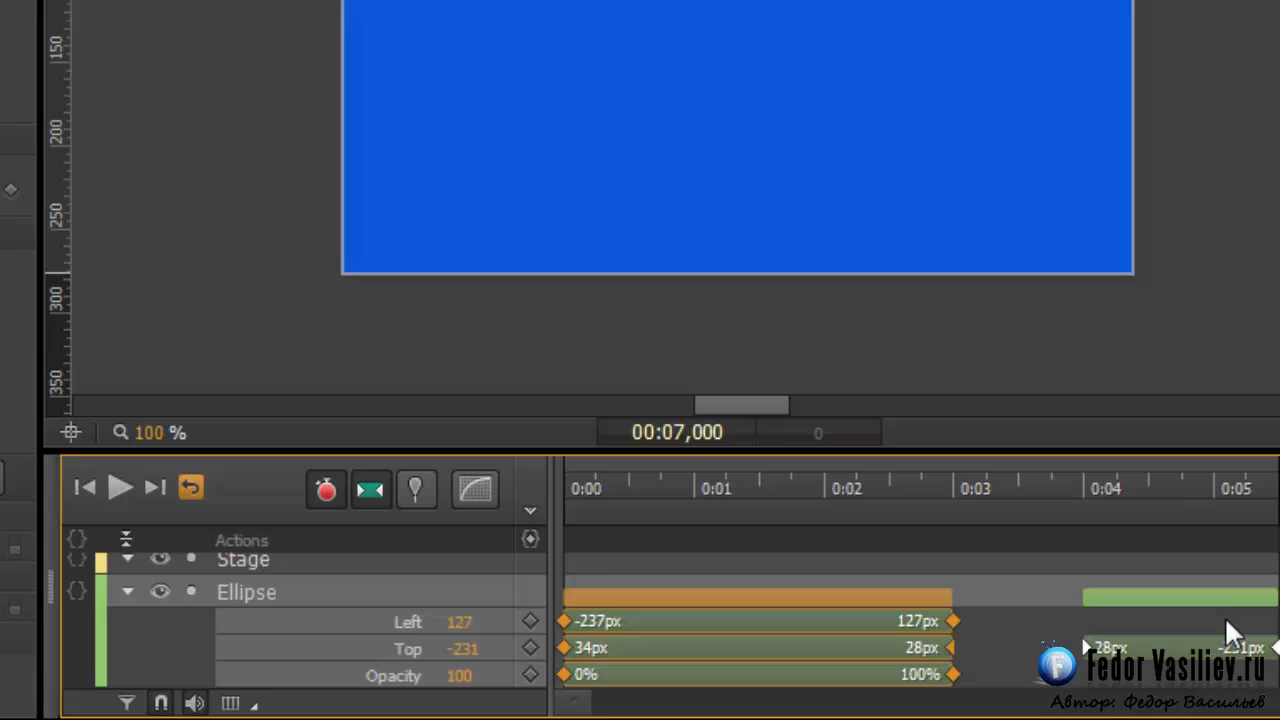 150
200
250
300
350
100 %
00:07,000
0
0:00
0:01
0:02
0:03
0:04
0:05
Actions
Stage
Ellipse
Left 127
-237px
127px
Top -231
34px
28px
28px
-231px
Opacity 100
0%
100%
Fedor Vasiliev.ru
Автор: Федор Васильев